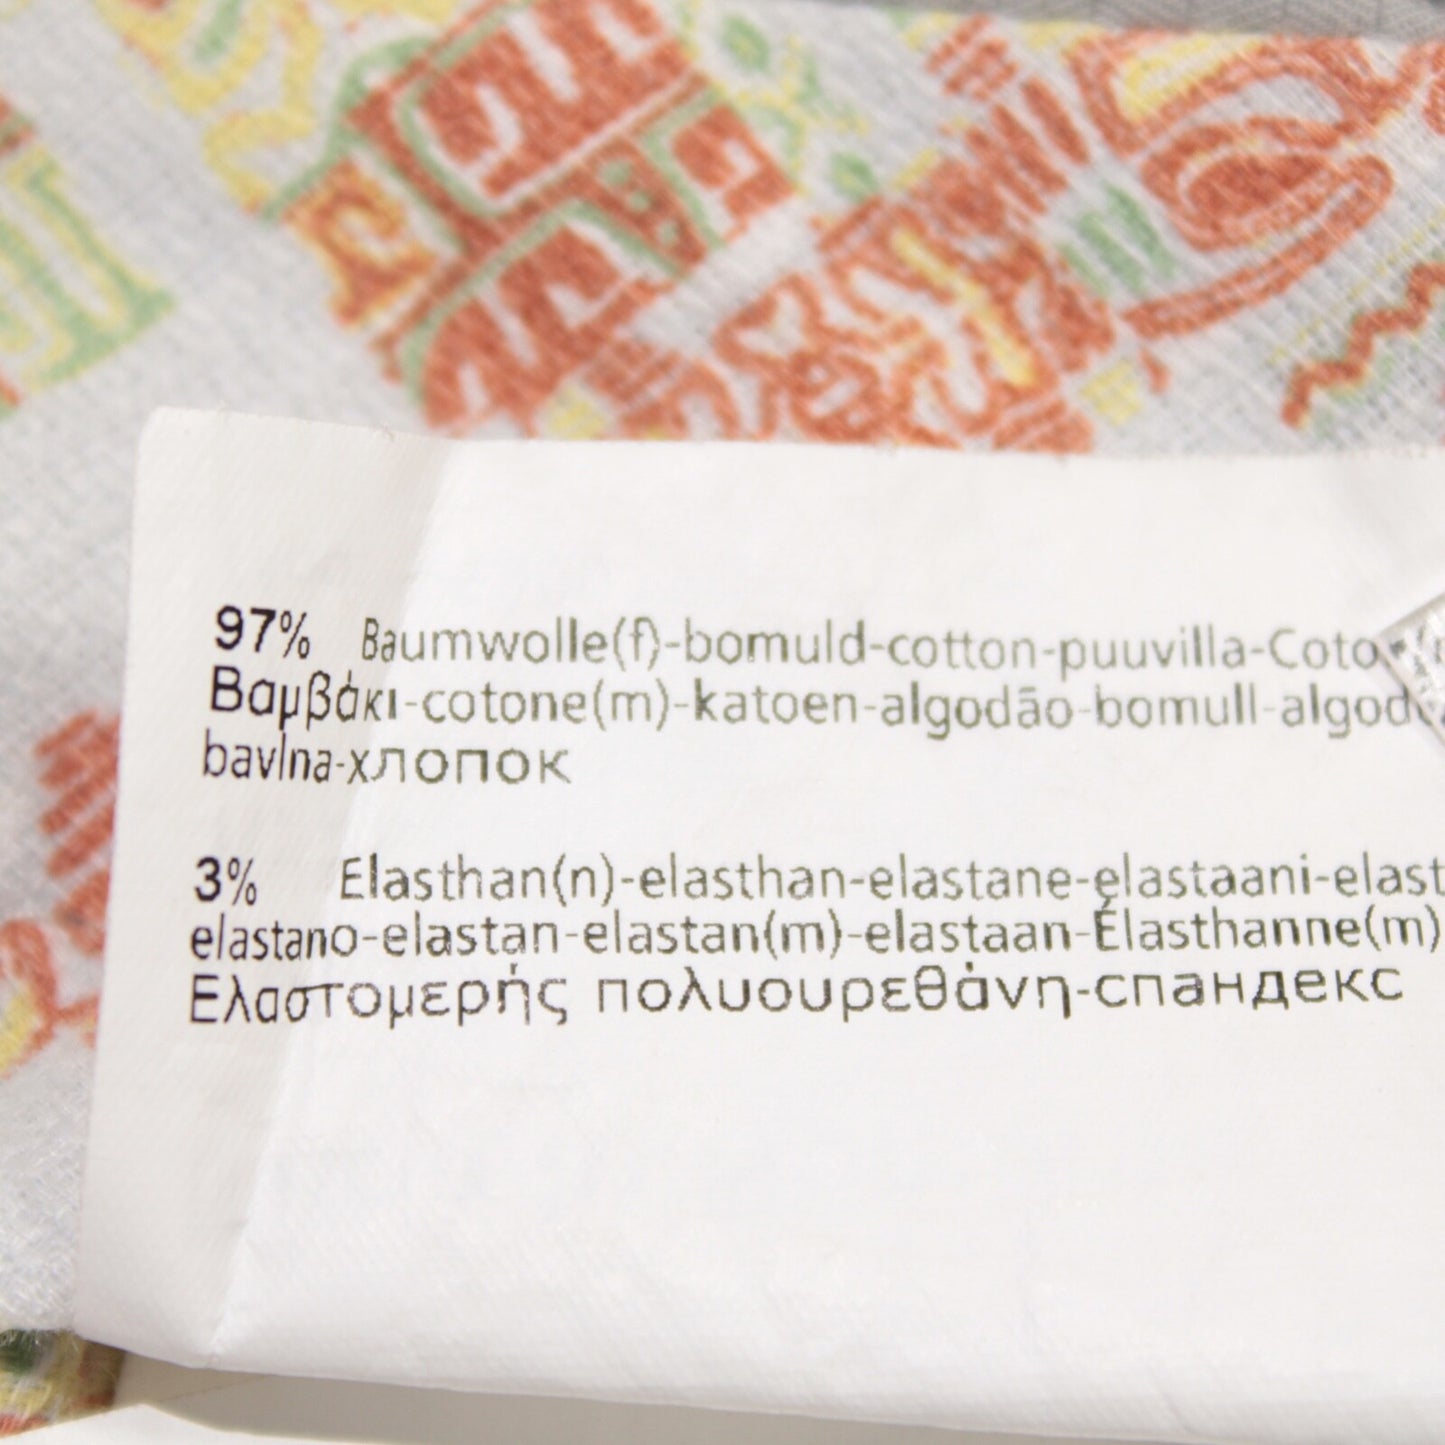 97% Baumwolle(f)-bomuld-cotton-puuvilla-Coto
Βαμβάκι-cotone(m)-katoen-algodão-bomull-algod
bavlna-хлопок
3% Elasthan(n)-elasthan-elastane-elastaani-elast
elastano-elastan-elastan(m)-elastaan-Élasthanne(m)
Ελαστομερής πολυουρεθάνη-спандекс